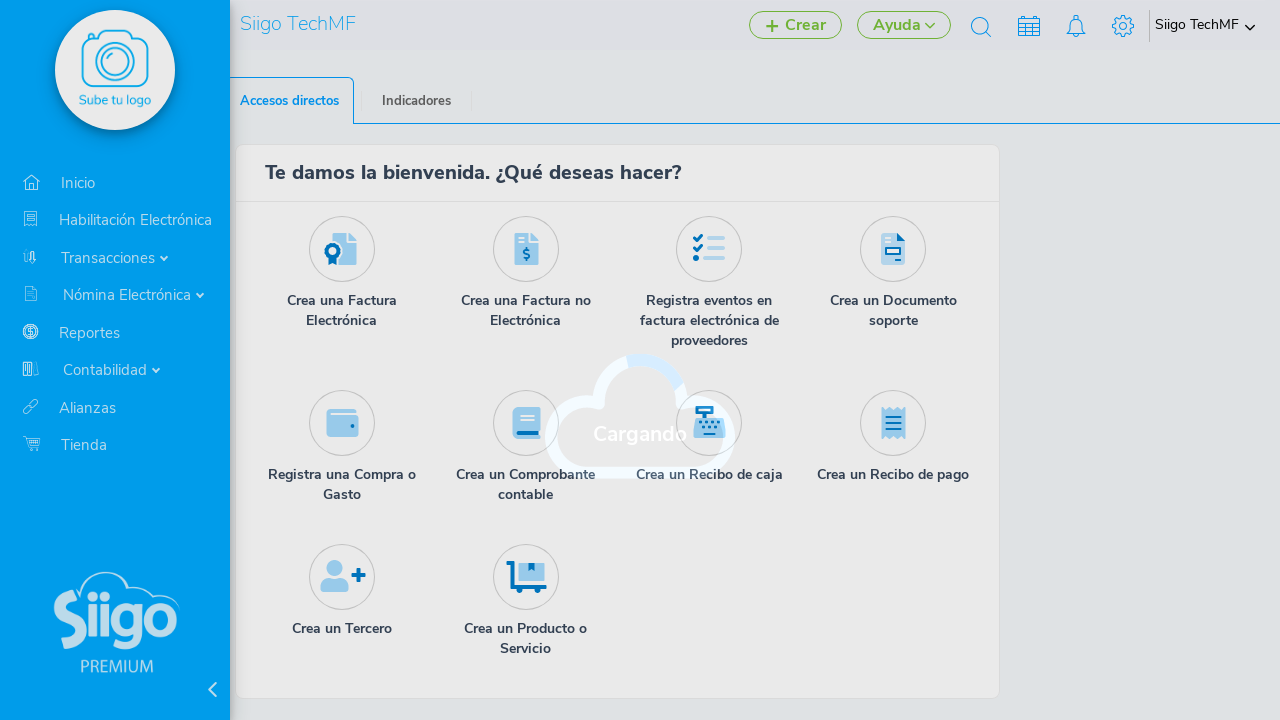 Sube tu logo
Inicio
Habilitación Electrónica
Transacciones
Nómina Electrónica
Reportes
Contabilidad
Alianzas
Tienda
Siigo
PREMIUM
Siigo TechMF
Crear
Ayuda
Siigo TechMF
Accesos directos
Indicadores
Te damos la bienvenida. ¿Qué deseas hacer?
Crea una Factura
Electrónica
Crea una Factura no
Electrónica
Registra eventos en
factura electrónica de
proveedores
Crea un Documento
soporte
Cargando
Registra una Compra o
Gasto
Crea un Comprobante
contable
Crea un Recibo de caja
Crea un Recibo de pago
Crea un Tercero
Crea un Producto o
Servicio